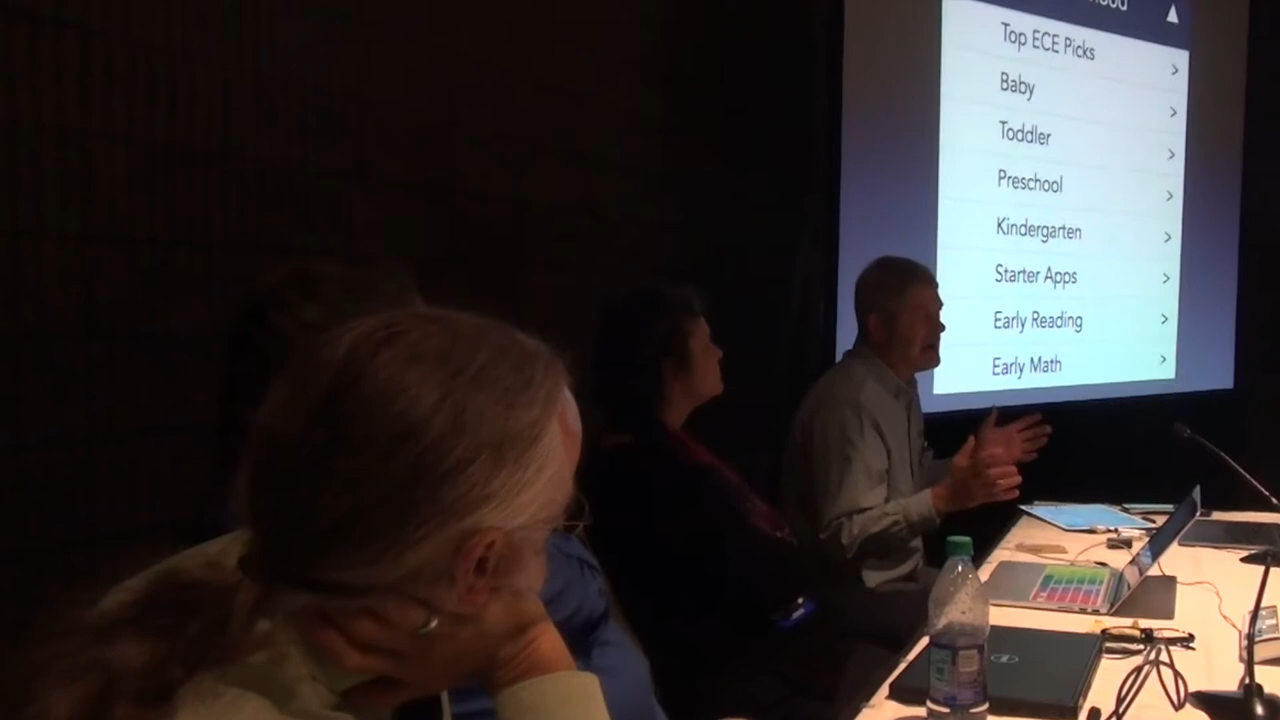 Top ECE Picks
Baby
Toddler
Preschool
Kindergarten
Starter Apps
Early Reading
Early Math